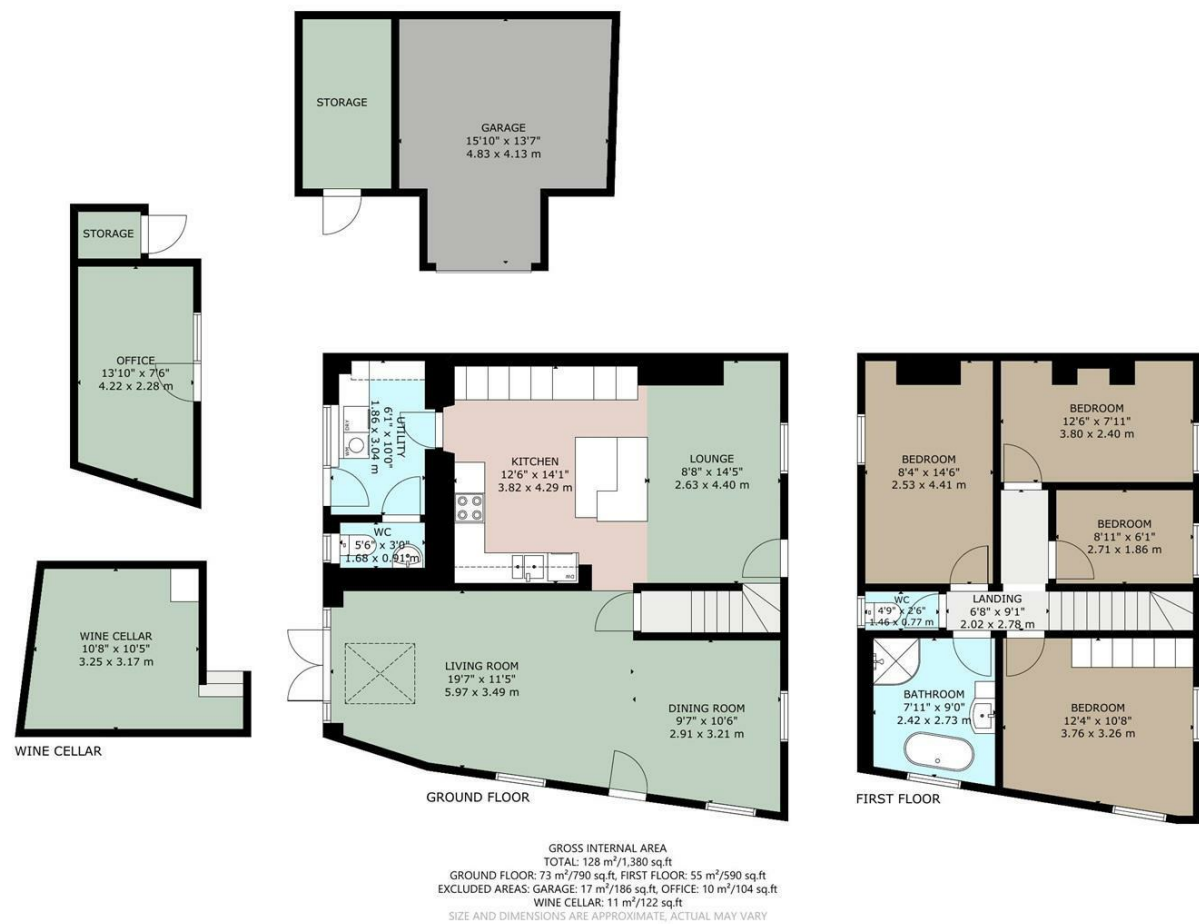 STORAGE
GARAGE
15'10" x 13'7"
4.83 x 4.13 m
STORAGE
OFFICE
13'10" x 7'6"
4.22 x 2.28 m
WINE CELLAR
10'8" x 10'5"
3.25 x 3.17 m
WINE CELLAR
UTILITY
6'1" x 10'0"
1.86 x 3.04 m
DRY
WC
5'6" x 3'0"
1.68 x 0.91 m
KITCHEN
12'6" x 14'1"
3.82 x 4.29 m
DW
LOUNGE
8'8" x 14'5"
2.63 x 4.40 m
LIVING ROOM
19'7" x 11'5"
5.97 x 3.49 m
DINING ROOM
9'7" x 10'6"
2.91 x 3.21 m
GROUND FLOOR
BEDROOM
8'4" x 14'6"
2.53 x 4.41 m
BEDROOM
12'6" x 7'11"
3.80 x 2.40 m
BEDROOM
8'11" x 6'1"
2.71 x 1.86 m
WC
4'9" x 2'6"
1.46 x 0.77 m
LANDING
6'8" x 9'1"
2.02 x 2.78 m
BATHROOM
7'11" x 9'0"
2.42 x 2.73 m
BEDROOM
12'4" x 10'8"
3.76 x 3.26 m
FIRST FLOOR
GROSS INTERNAL AREA
TOTAL: 128 m²/1,380 sq.ft
GROUND FLOOR: 73 m²/790 sq.ft, FIRST FLOOR: 55 m²/590 sq.ft
EXCLUDED AREAS: GARAGE: 17 m²/186 sq.ft, OFFICE: 10 m²/104 sq.ft
WINE CELLAR: 11 m²/122 sq.ft
SIZE AND DIMENSIONS ARE APPROXIMATE, ACTUAL MAY VARY